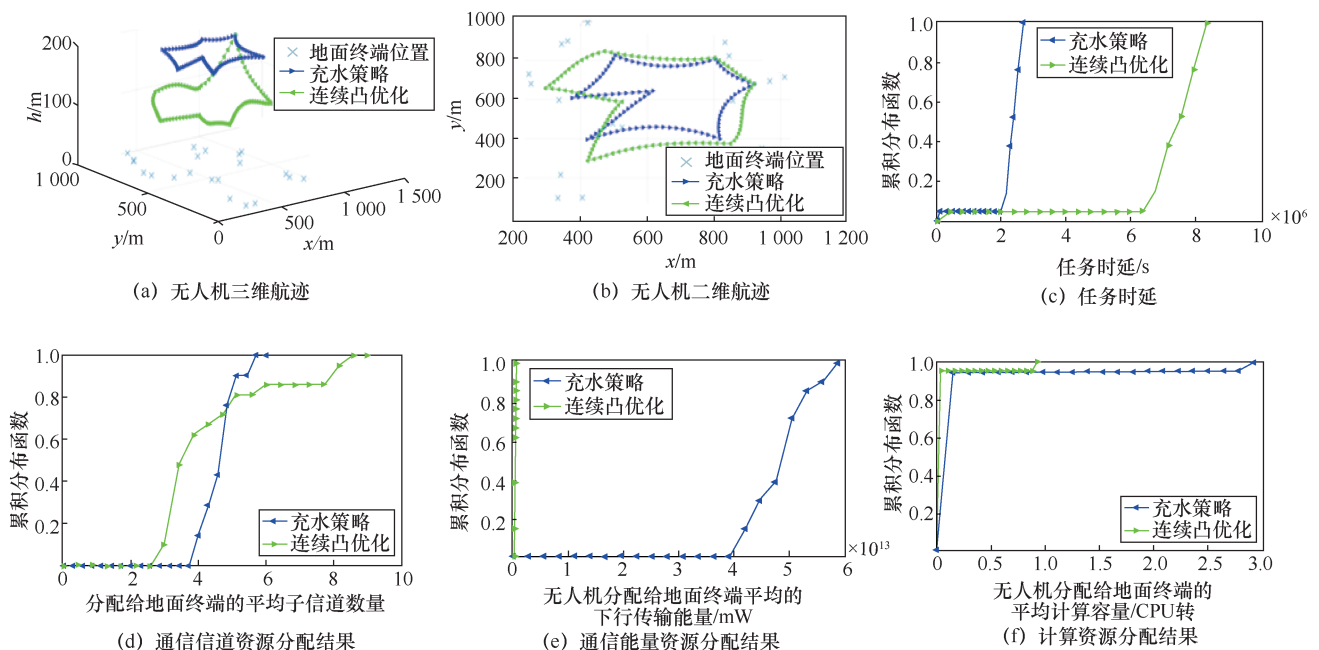 200
100
0
h/m
1 000
500
0
y/m
500
1 000
1 500
x/m
地面终端位置
充水策略
连续凸优化
(a) 无人机三维航迹
1000
800
600
400
200
y/m
200
400
600
800
1 000
1200
x/m
地面终端位置
充水策略
连续凸优化
(b) 无人机二维航迹
1.0
0.8
0.6
0.4
0.2
累积分布函数
0
2
4
6
8
10
×10⁶
任务时延/s
充水策略
连续凸优化
(c) 任务时延
1.0
0.8
0.6
0.4
0.2
累积分布函数
0
2
4
6
8
10
分配给地面终端的平均子信道数量
充水策略
连续凸优化
(d) 通信信道资源分配结果
1.0
0.8
0.6
0.4
0.2
累积分布函数
0
1
2
3
4
5
6
×10¹³
无人机分配给地面终端平均的
下行传输能量/mW
充水策略
连续凸优化
(e) 通信能量资源分配结果
1.0
0.8
0.6
0.4
0.2
累积分布函数
0
0.5
1.0
1.5
2.0
2.5
3.0
无人机分配给地面终端的
平均计算容量/CPU转
充水策略
连续凸优化
(f) 计算资源分配结果